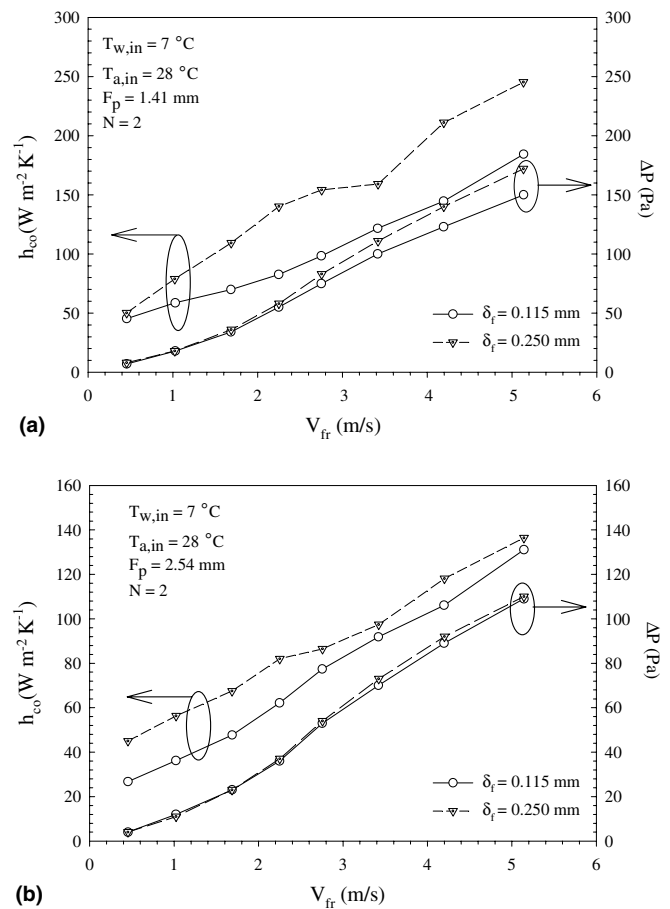 300
250
200
150
100
50
0
h_co (W m⁻² K⁻¹)
T_w,in = 7 °C
T_a,in = 28 °C
F_p = 1.41 mm
N = 2
δ_f = 0.115 mm
δ_f = 0.250 mm
300
250
200
150
100
50
0
ΔP (Pa)
0 1 2 3 4 5 6
V_fr (m/s)
(a)
160
140
120
100
80
60
40
20
0
h_co (W m⁻² K⁻¹)
T_w,in = 7 °C
T_a,in = 28 °C
F_p = 2.54 mm
N = 2
δ_f = 0.115 mm
δ_f = 0.250 mm
160
140
120
100
80
60
40
20
0
ΔP (Pa)
0 1 2 3 4 5 6
V_fr (m/s)
(b)